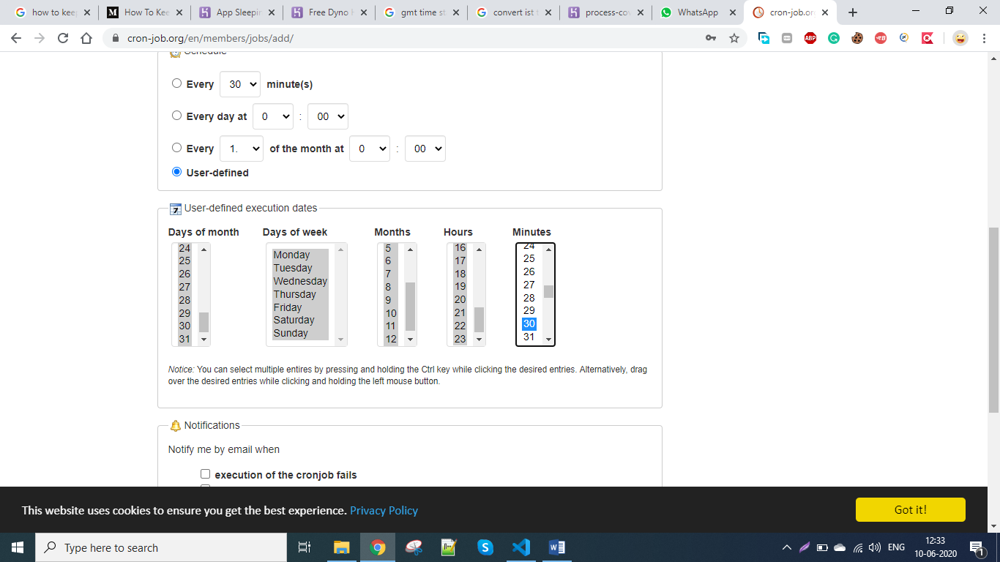 how to kee
How To Kee
App Sleepi
Free Dyno
gmt time s
convert ist
process-co
WhatsApp
cron-job.or
cron-job.org/en/members/jobs/add/
Schedule
Every 30 minute(s)
Every day at 0 : 00
Every 1. of the month at 0 : 00
User-defined
User-defined execution dates
Days of month Days of week Months Hours Minutes
24 Monday 5 16 24
25 Tuesday 6 17 25
26 Wednesday 7 18 26
27 Thursday 8 19 27
28 Friday 9 20 28
29 Saturday 10 21 29
30 Sunday 11 22 30
31 12 23 31
Notice: You can select multiple entires by pressing and holding the Ctrl key while clicking the desired entries. Alternatively, drag
over the desired entries while clicking and holding the left mouse button.
Notifications
Notify me by email when
execution of the cronjob fails
This website uses cookies to ensure you get the best experience. Privacy Policy
Got it!
Type here to search
ENG
12:33
10-06-2020
1